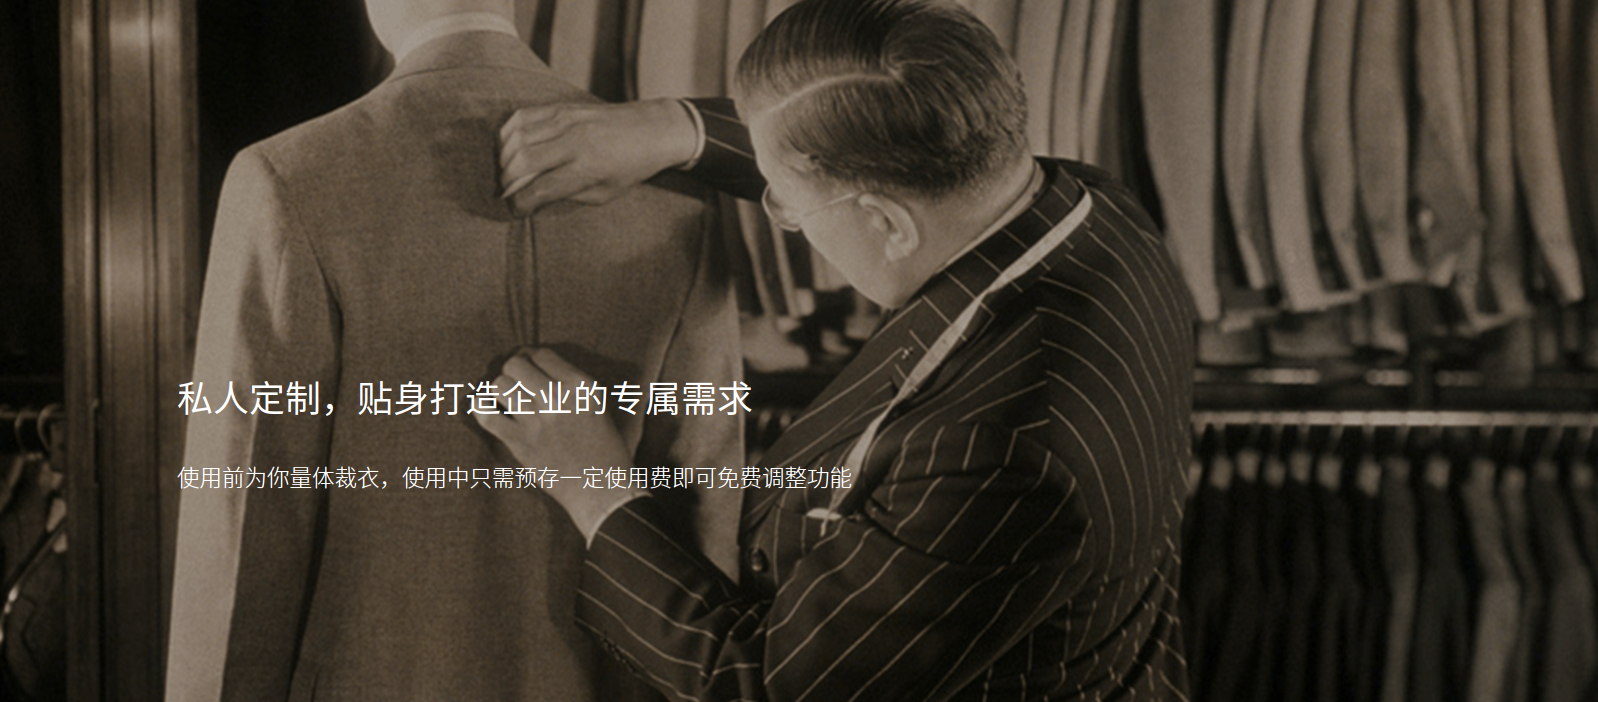 私人定制，贴身打造企业的专属需求
使用前为你量体裁衣，使用中只需预存一定使用费即可免费调整功能